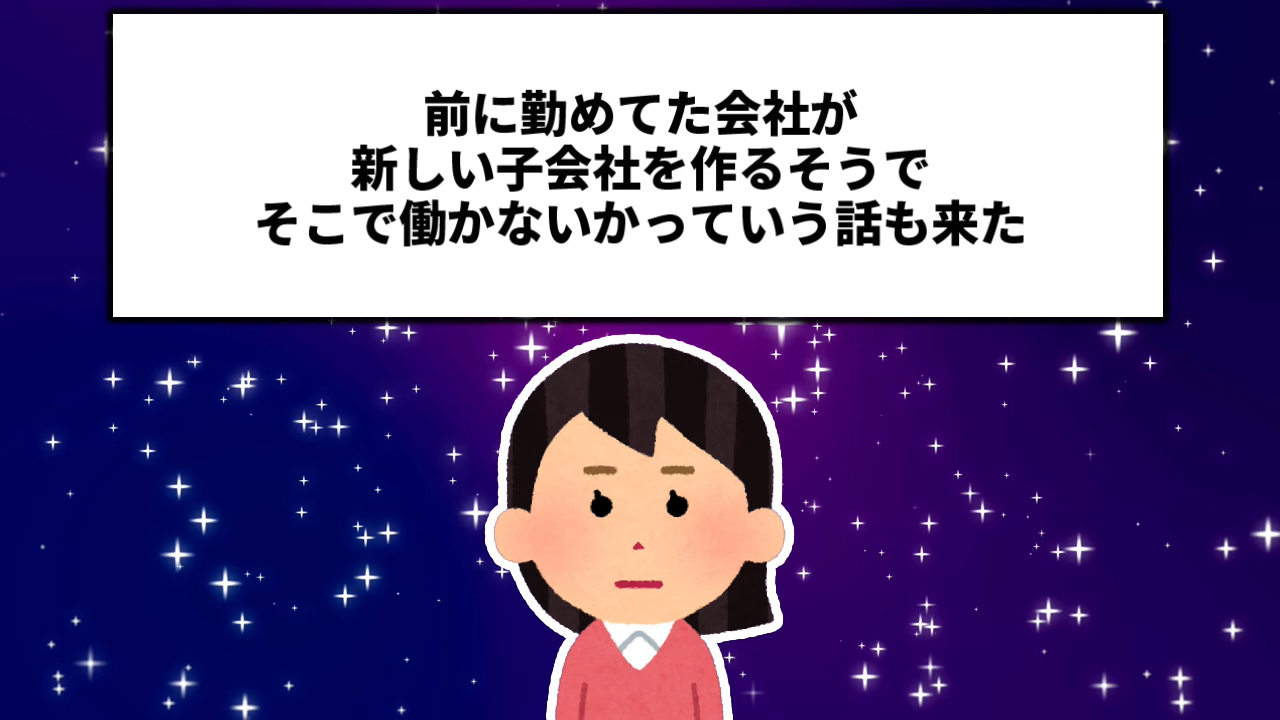 前に勤めてた会社が
新しい子会社を作るそうで
そこで働かないかっていう話も来た